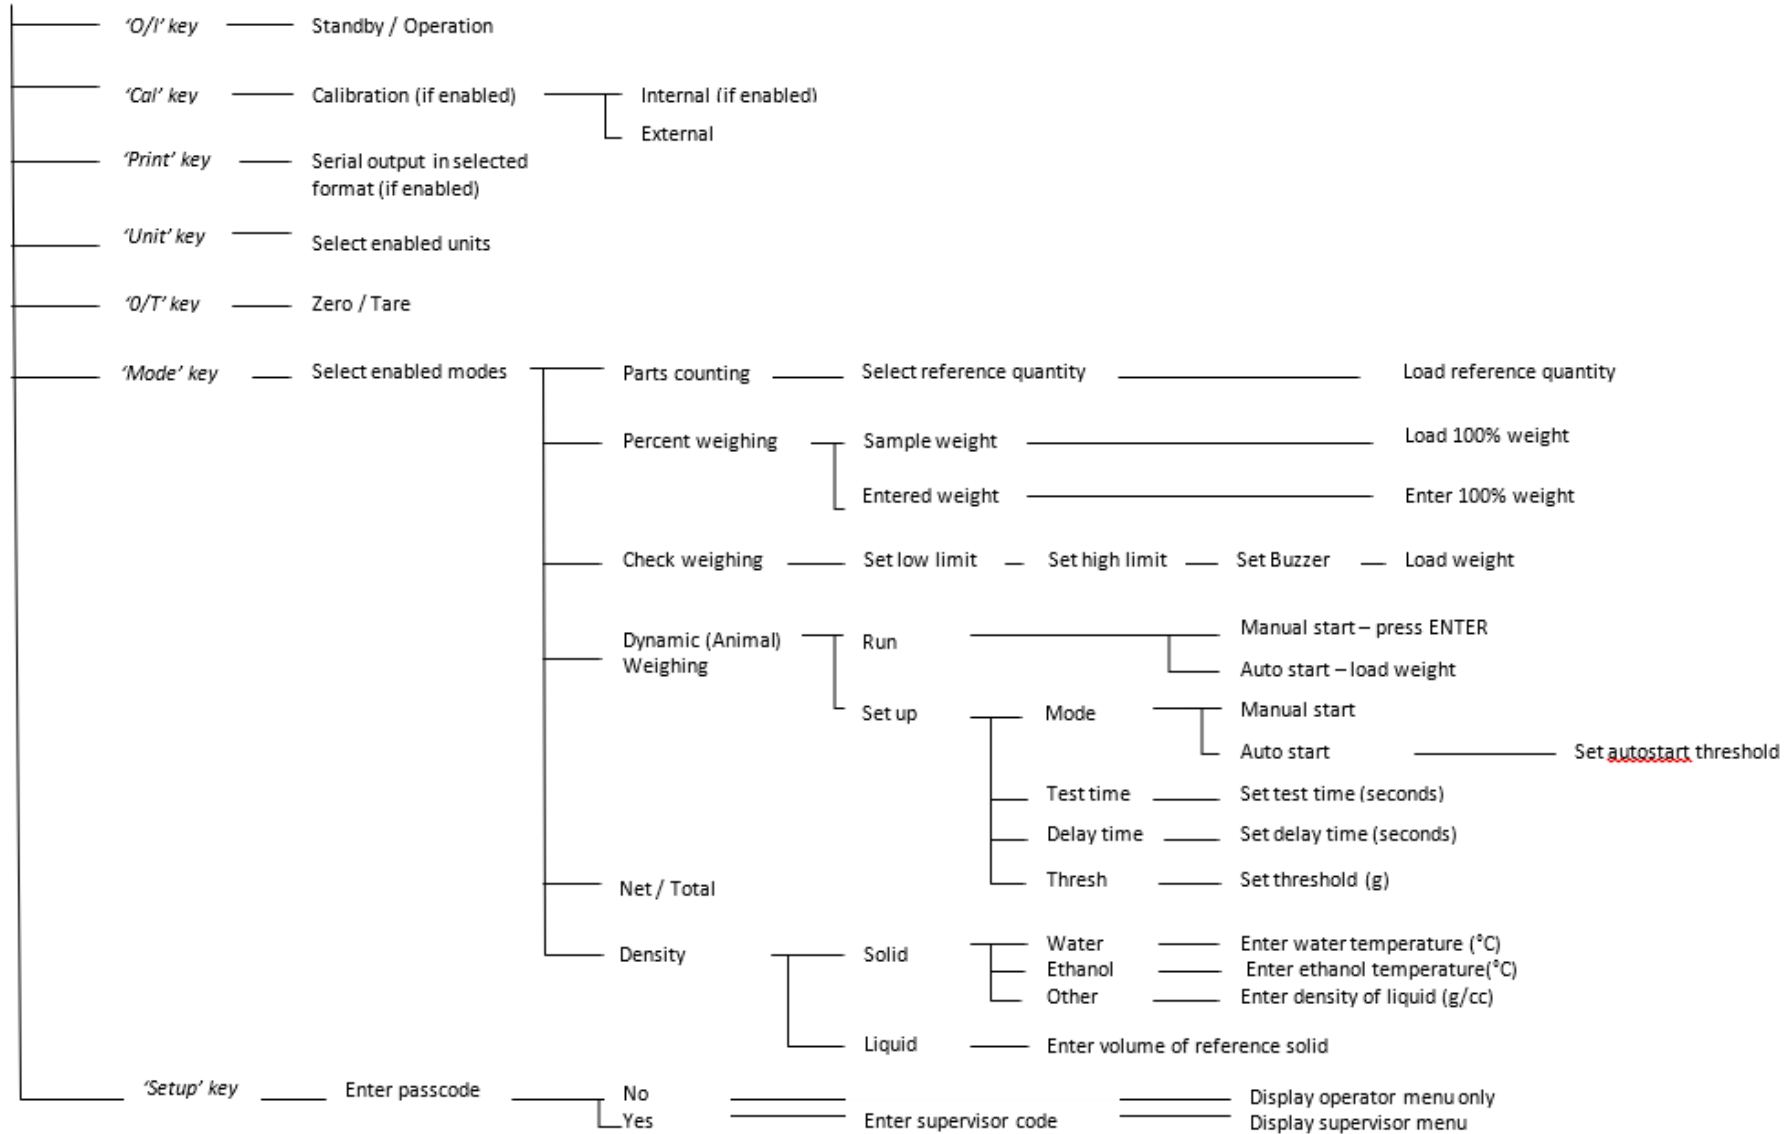 ‘O/I’ key Standby / Operation
‘Cal’ key Calibration (if enabled) Internal (if enabled)
External
‘Print’ key Serial output in selected
format (if enabled)
‘Unit’ key Select enabled units
‘0/T’ key Zero / Tare
‘Mode’ key Select enabled modes Parts counting Select reference quantity Load reference quantity
Percent weighing Sample weight Load 100% weight
Entered weight Enter 100% weight
Check weighing Set low limit Set high limit Set Buzzer Load weight
Dynamic (Animal)
Weighing
Run Manual start – press ENTER
Auto start – load weight
Set up Mode Manual start
Auto start Set autostart threshold
Test time Set test time (seconds)
Delay time Set delay time (seconds)
Thresh Set threshold (g)
Net / Total
Density Solid Water Enter water temperature (°C)
Ethanol Enter ethanol temperature(°C)
Other Enter density of liquid (g/cc)
Liquid Enter volume of reference solid
‘Setup’ key Enter passcode No Display operator menu only
Yes Enter supervisor code Display supervisor menu